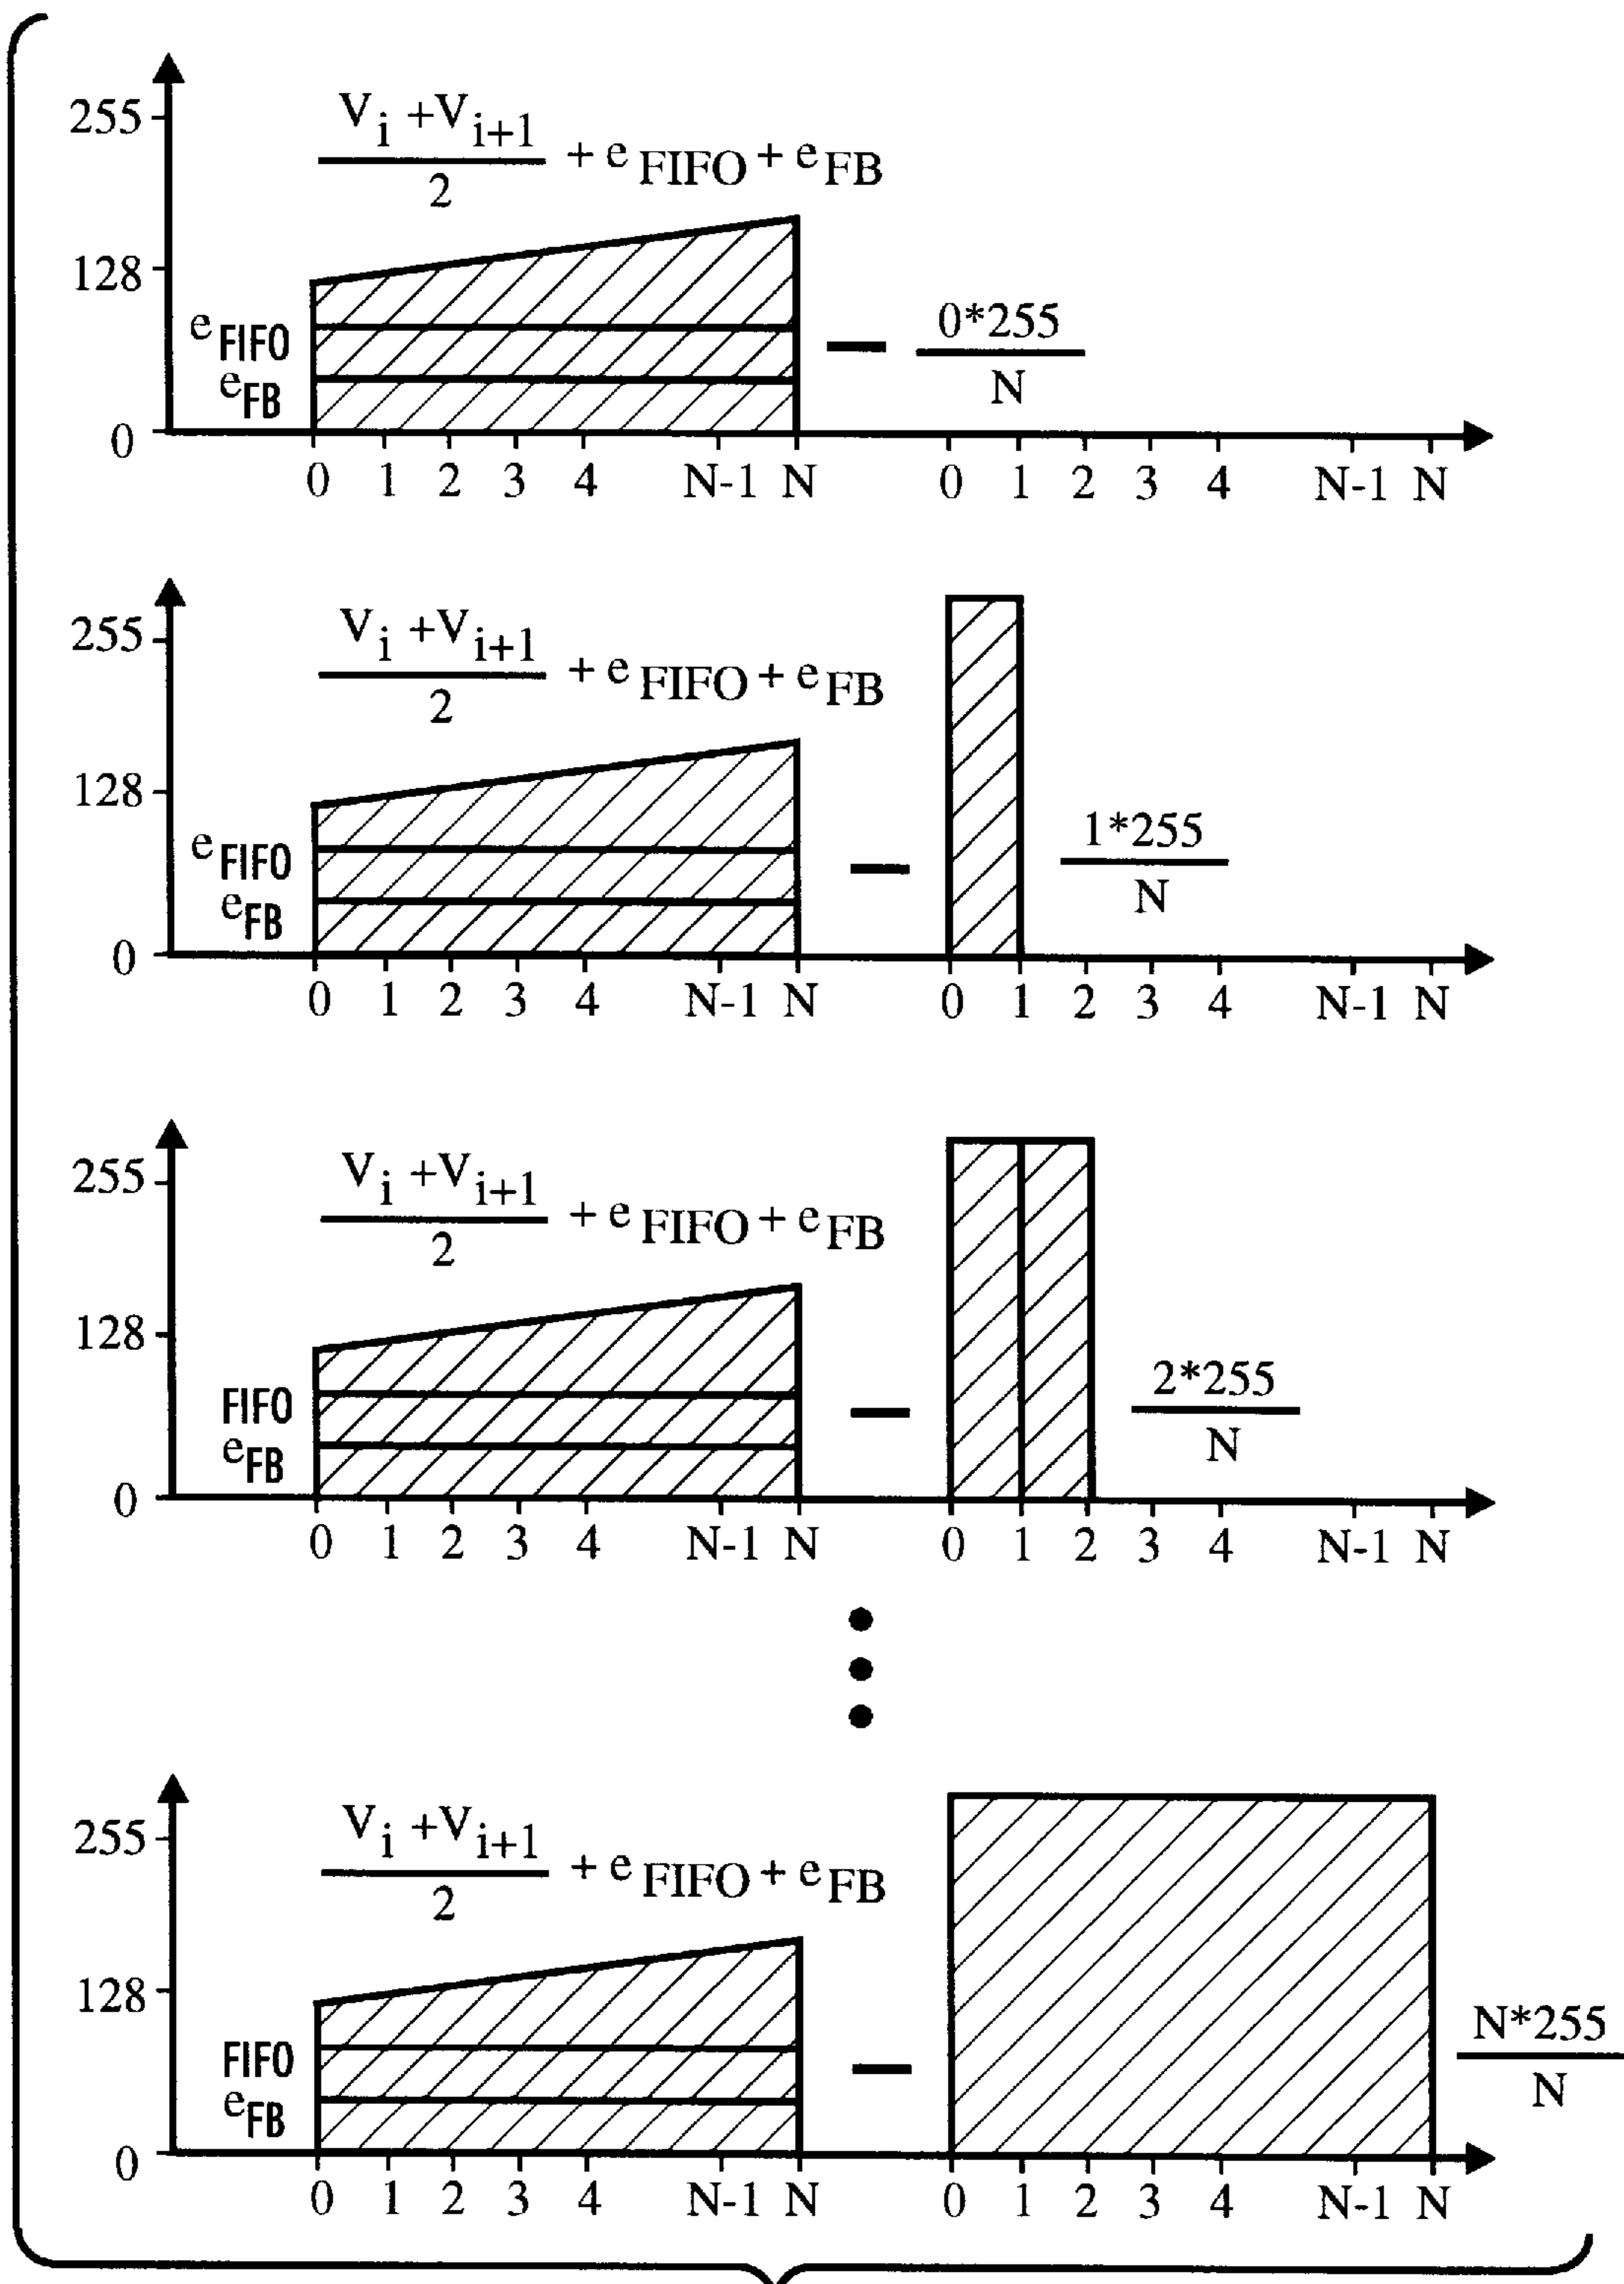 255
V i + V i+1
2
+ e FIFO + e FB
128
e FIFO
e FB
0*255
N
0
0 1 2 3 4 N-1 N 0 1 2 3 4 N-1 N
255
V i + V i+1
2
+ e FIFO + e FB
128
e FIFO
e FB
1*255
N
0
0 1 2 3 4 N-1 N 0 1 2 3 4 N-1 N
255
V i + V i+1
2
+ e FIFO + e FB
128
FIFO
e FB
2*255
N
0
0 1 2 3 4 N-1 N 0 1 2 3 4 N-1 N
255
V i + V i+1
2
+ e FIFO + e FB
128
FIFO
e FB
N*255
N
0
0 1 2 3 4 N-1 N 0 1 2 3 4 N-1 N